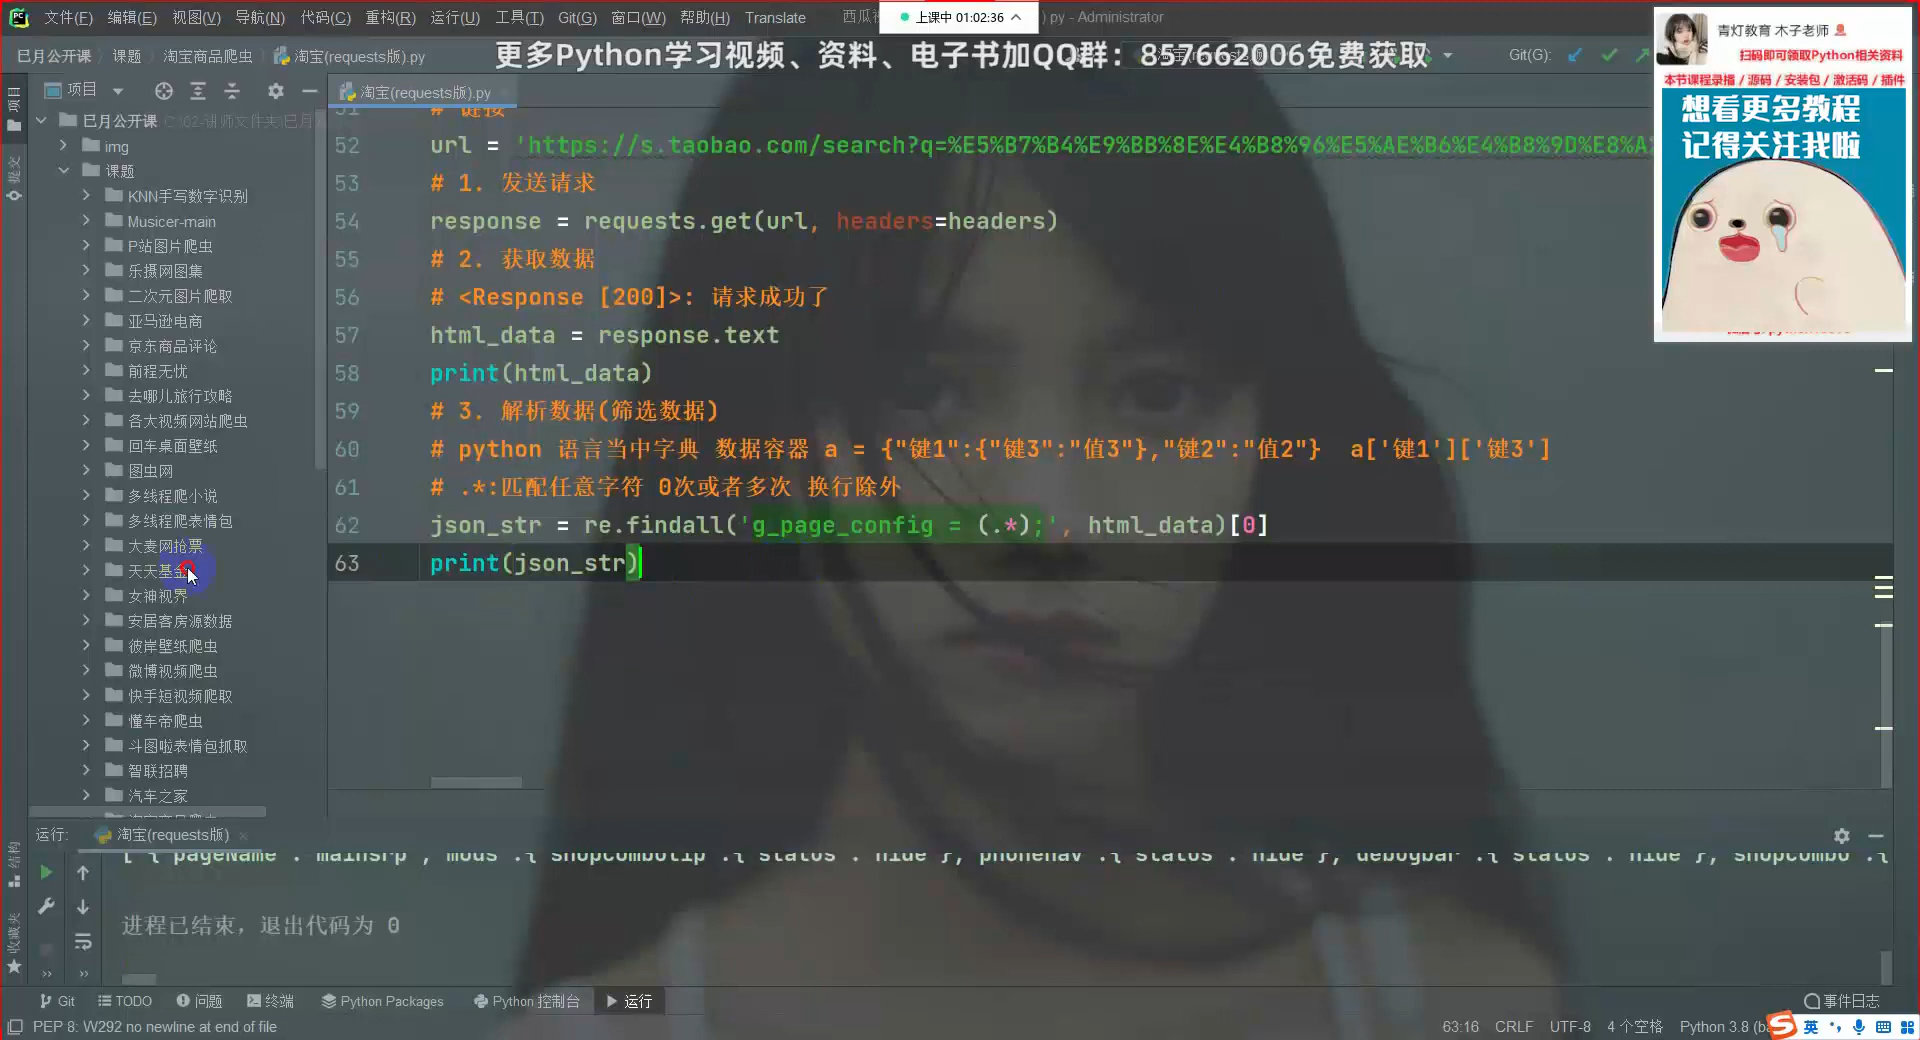 文件(F) 编辑(E) 视图(V) 导航(N) 代码(C) 重构(R) 运行(U) 工具(T) Git(G) 窗口(W) 帮助(H) Translate
上课中 01:02:36
py - Administrator
巳月公开课 课题 淘宝商品爬虫 淘宝(requests版).py
更多Python学习视频、资料、电子书加QQ群：857662006免费获取
Git(G):
青灯教育 木子老师
扫码即可领取Python相关资料
本节课程录播 / 源码 / 安装包 / 激活码 / 插件
想看更多教程
记得关注我啦
项目
项目
提交
结构
收藏夹
淘宝(requests版).py
巳月公开课
img
课题
KNN手写数字识别
Musicer-main
P站图片爬虫
乐摄网图集
二次元图片爬取
亚马逊电商
京东商品评论
前程无忧
去哪儿旅行攻略
各大视频网站爬虫
回车桌面壁纸
图虫网
多线程爬小说
多线程爬表情包
大麦网抢票
天天基金
女神视界
安居客房源数据
彼岸壁纸爬虫
微博视频爬虫
快手短视频爬取
懂车帝爬虫
斗图啦表情包抓取
智联招聘
汽车之家
# 链接
52 url = 'https://s.taobao.com/search?q=%E5%B7%B4%E9%BB%8E%E4%B8%96%E5%AE%B6%E4%B8%9D%E8%A
53 # 1. 发送请求
54 response = requests.get(url, headers=headers)
55 # 2. 获取数据
56 # <Response [200]>: 请求成功了
57 html_data = response.text
58 print(html_data)
59 # 3. 解析数据(筛选数据)
60 # python 语言当中字典 数据容器 a = {"键1":{"键3":"值3"},"键2":"值2"} a['键1']['键3']
61 # .*:匹配任意字符 0次或者多次 换行除外
62 json_str = re.findall('g_page_config = (.*);', html_data)[0]
63 print(json_str)
运行: 淘宝(requests版)
进程已结束，退出代码为 0
Git TODO 问题 终端 Python Packages Python 控制台 运行 事件日志
PEP 8: W292 no newline at end of file
63:16 CRLF UTF-8 4 个空格 Python 3.8
英